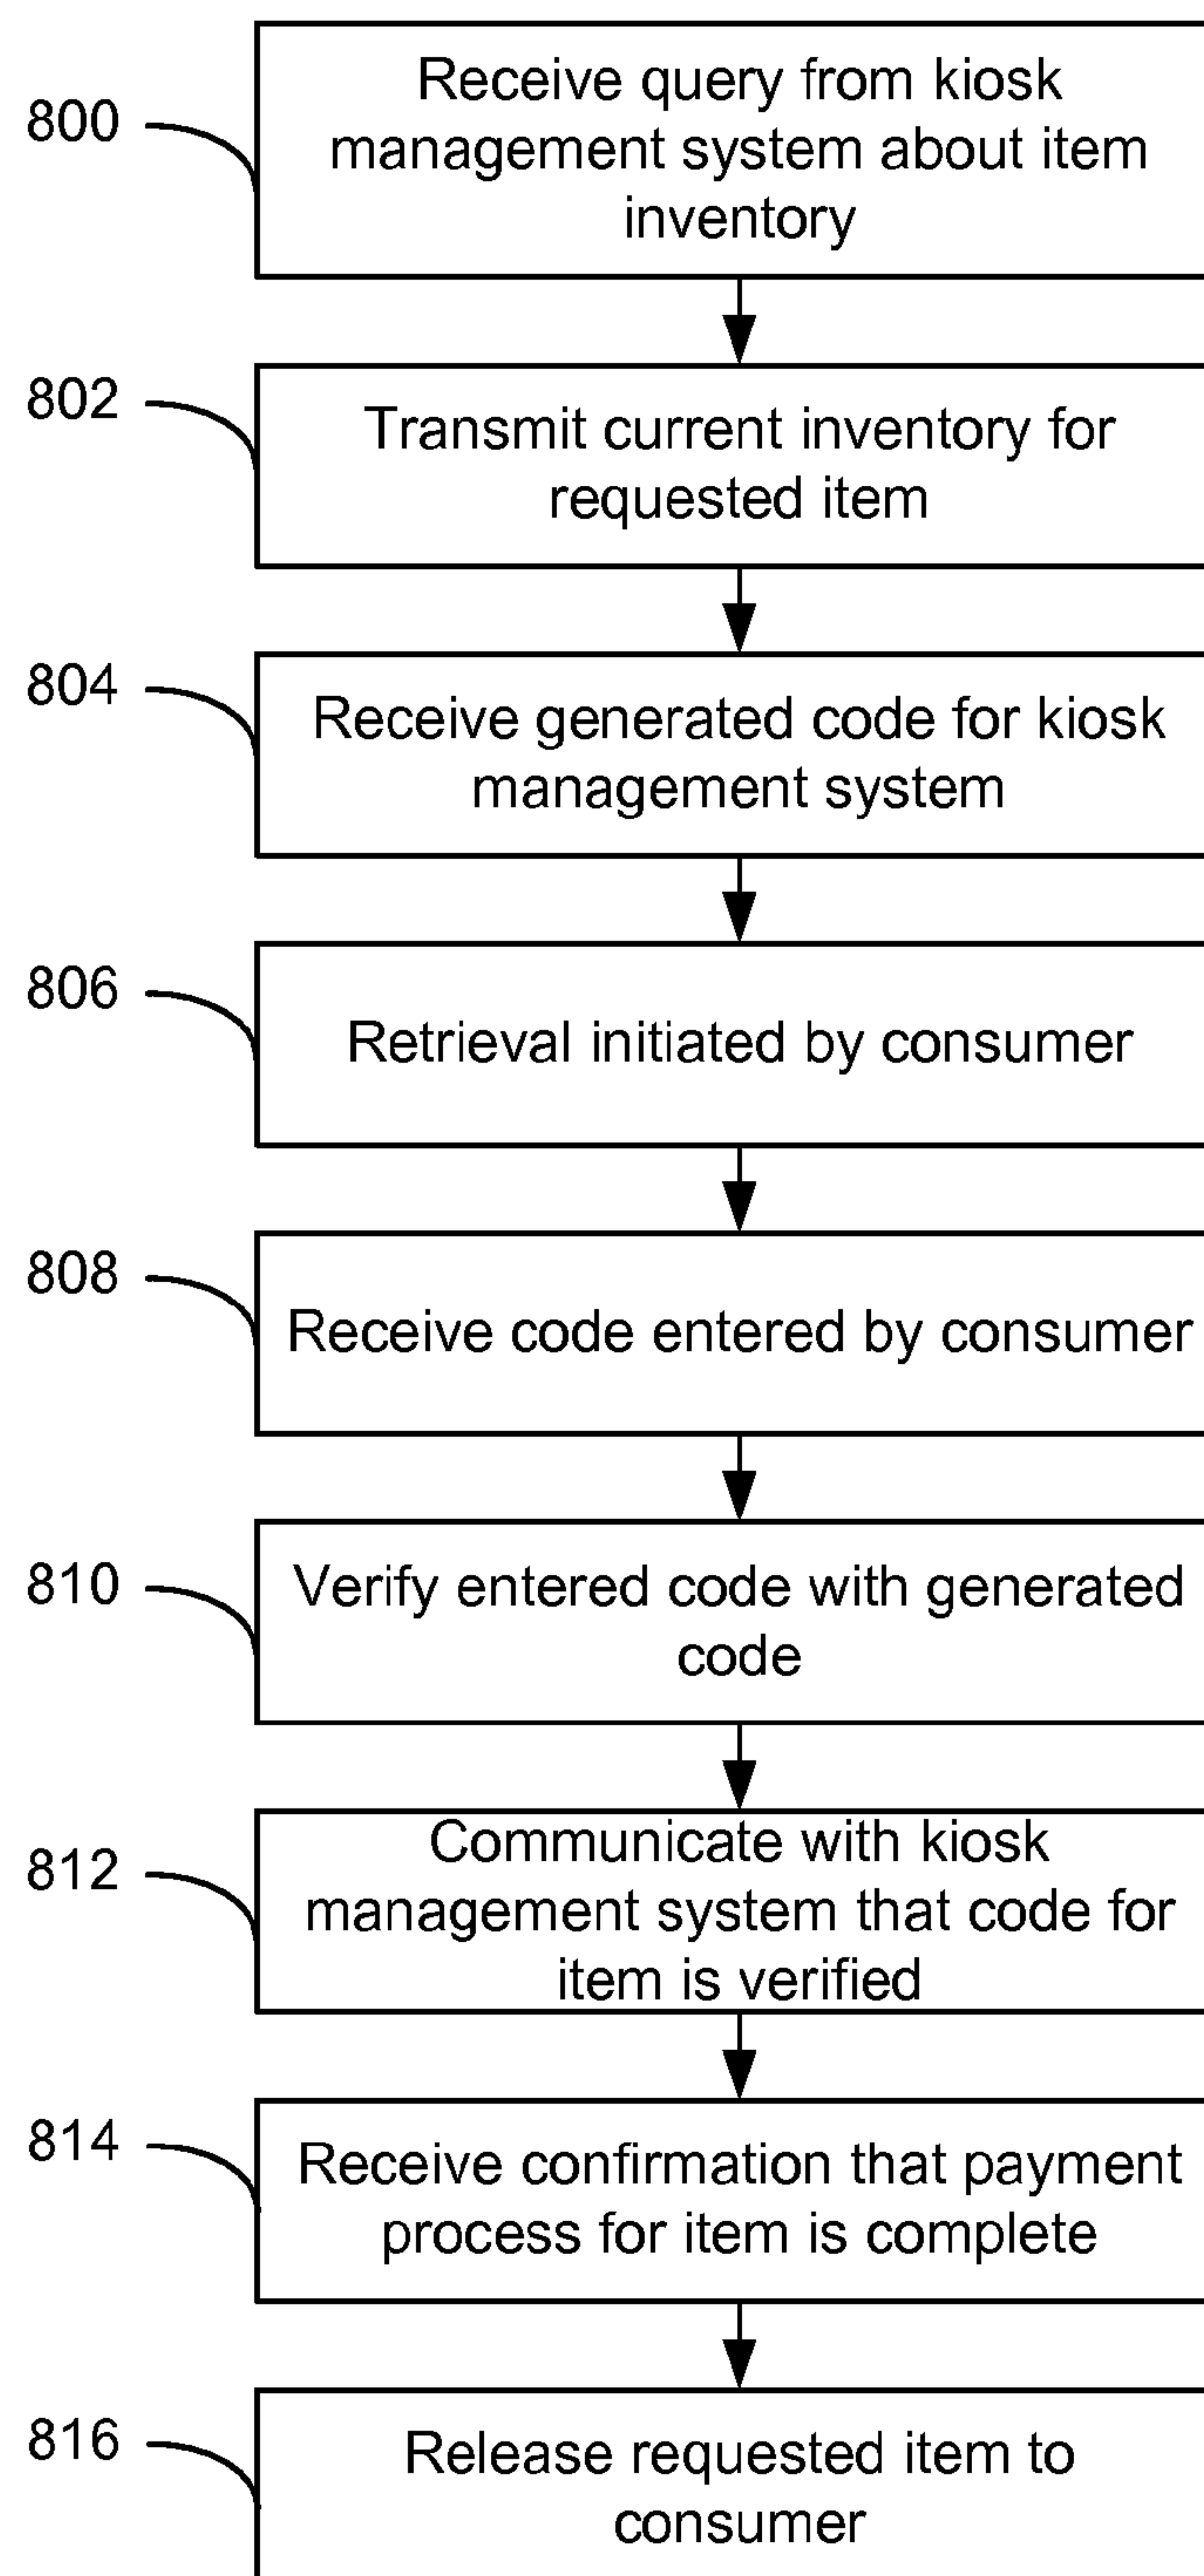 800
Receive query from kiosk
management system about item
inventory
802
Transmit current inventory for
requested item
804
Receive generated code for kiosk
management system
806
Retrieval initiated by consumer
808
Receive code entered by consumer
810
Verify entered code with generated
code
812
Communicate with kiosk
management system that code for
item is verified
814
Receive confirmation that payment
process for item is complete
816
Release requested item to
consumer